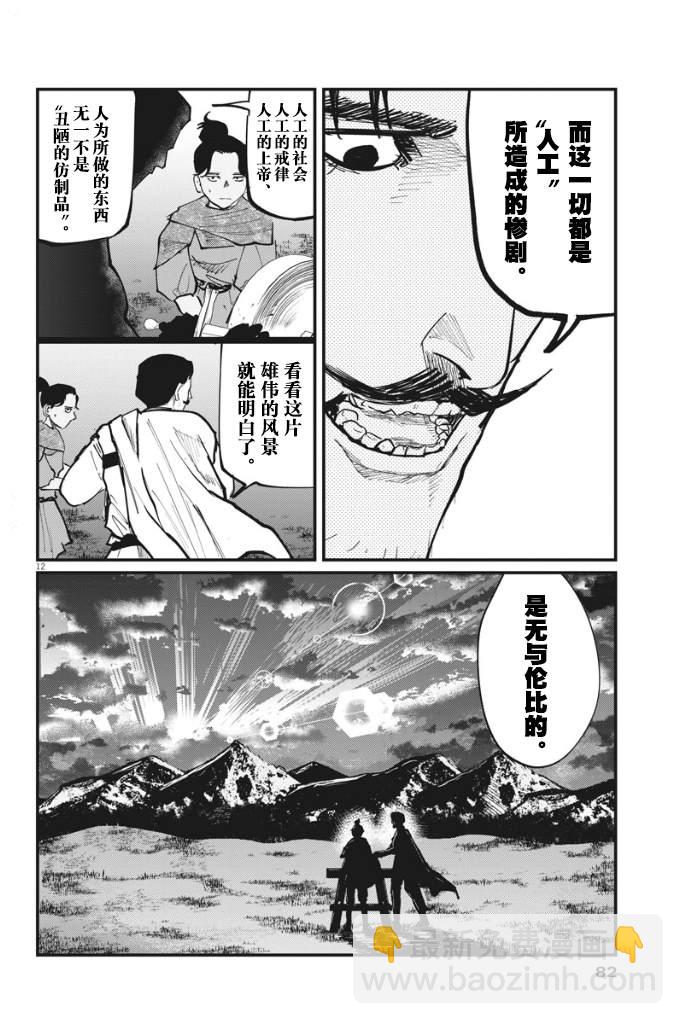 而这一切都是
“人工”
所造成的惨剧。
人工的社会
人工的戒律
人工的上帝、
人为所做的东西
无一不是
“丑陋的仿制品”。
看看这片
雄伟的风景
就能明白了。
12
是无与伦比的。
👇最新免费漫画👇
82
www.baozimh.com